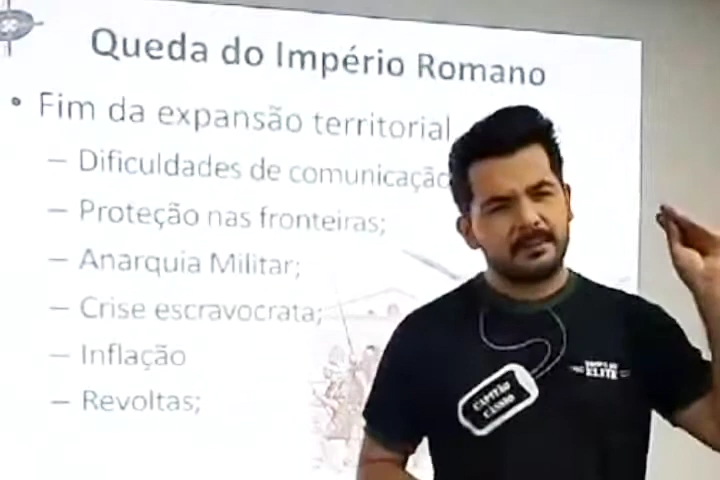 Queda do Império Romano
• Fim da expansão territorial
– Dificuldades de comunicação
– Proteção nas fronteiras;
– Anarquia Militar;
– Crise escravocrata;
– Inflação
– Revoltas;
ELITE
CAPITÃO
CÁSSIO